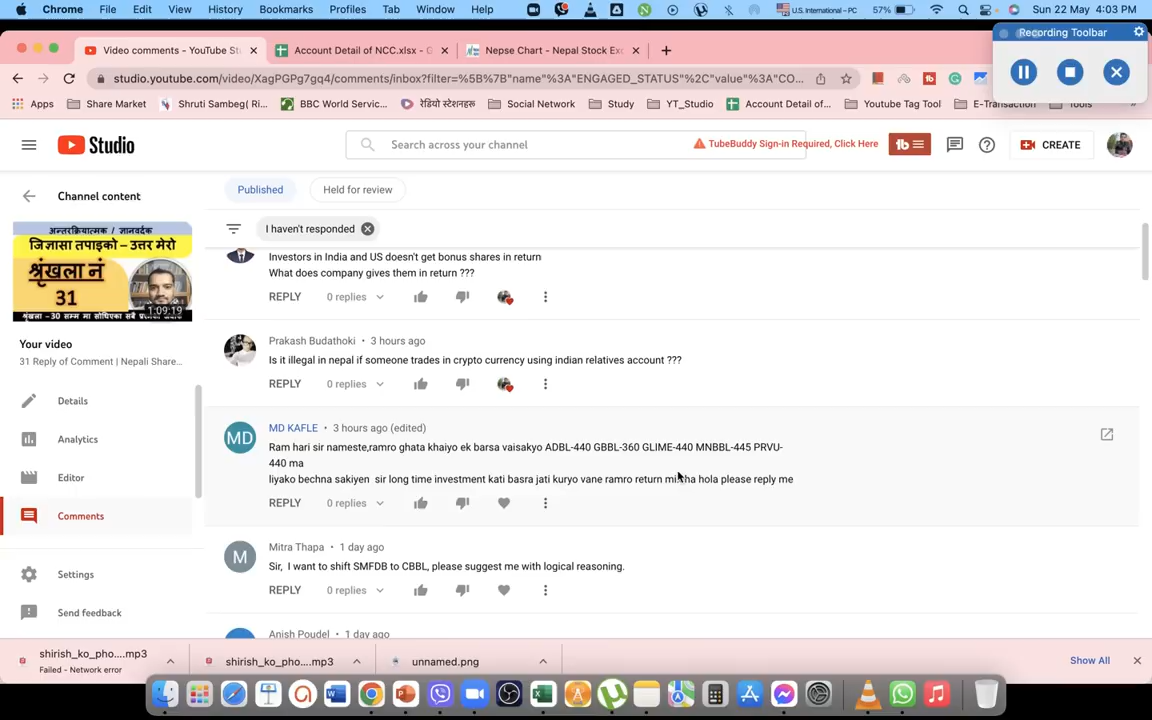 Chrome File Edit View History Bookmarks Profiles Tab Window Help U.S. International – PC 57% Sun 22 May 4:03 PM
Recording Toolbar
Video comments - YouTube St Account Detail of NCC.xlsx - G Nepse Chart - Nepal Stock Exc
studio.youtube.com/video/XagPGPg7gq4/comments/inbox?filter=%5B%7B"name"%3A"ENGAGED_STATUS"%2C"value"%3A"CO...
Apps Share Market Shruti Sambeg( Ri... BBC World Servic... रेडियो स्टेशनहरू Social Network Study YT_Studio Account Detail of... Youtube Tag Tool E-Transaction Tools
Studio
Search across your channel
TubeBuddy Sign-in Required, Click Here
tb
CREATE
Channel content
Published Held for review
I haven't responded
अन्तरक्रियात्मक / ज्ञानवर्दक
जिज्ञासा तपाइको – उत्तर मेरो
श्रृंखला नं
31
1:09:19
Your video
31 Reply of Comment | Nepali Share...
Details
Analytics
Editor
Comments
Settings
Send feedback
Investors in India and US doesn't get bonus shares in return
What does company gives them in return ???
REPLY 0 replies
Prakash Budathoki • 3 hours ago
Is it illegal in nepal if someone trades in crypto currency using indian relatives account ???
REPLY 0 replies
MD
MD KAFLE • 3 hours ago (edited)
Ram hari sir nameste,ramro ghata khaiyo ek barsa vaisakyo ADBL-440 GBBL-360 GLIME-440 MNBBL-445 PRVU-
440 ma
liyako bechna sakiyen sir long time investment kati basra jati kuryo vane ramro return hola please reply me
REPLY 0 replies
M
Mitra Thapa • 1 day ago
Sir, I want to shift SMFDB to CBBL, please suggest me with logical reasoning.
REPLY 0 replies
Anish Poudel • 1 day ago
shirish_ko_pho....mp3
Failed - Network error
shirish_ko_pho....mp3
unnamed.png
Show All